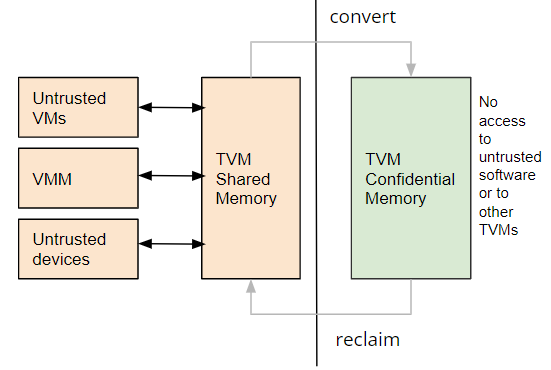 convert
Untrusted
VMs
VMM
Untrusted
devices
TVM
Shared
Memory
TVM
Confidential
Memory
No
access
to
untrusted
software
or to
other
TVMs
reclaim